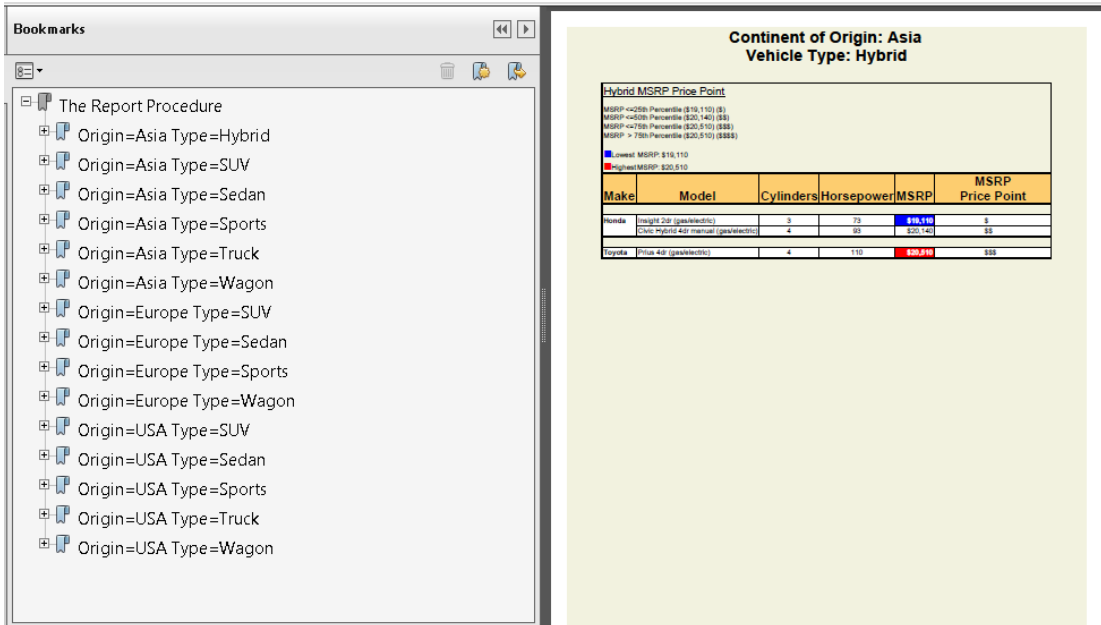 Bookmarks
The Report Procedure
Origin=Asia Type=Hybrid
Origin=Asia Type=SUV
Origin=Asia Type=Sedan
Origin=Asia Type=Sports
Origin=Asia Type=Truck
Origin=Asia Type=Wagon
Origin=Europe Type=SUV
Origin=Europe Type=Sedan
Origin=Europe Type=Sports
Origin=Europe Type=Wagon
Origin=USA Type=SUV
Origin=USA Type=Sedan
Origin=USA Type=Sports
Origin=USA Type=Truck
Origin=USA Type=Wagon
Continent of Origin: Asia
Vehicle Type: Hybrid
Hybrid MSRP Price Point
MSRP <=25th Percentile ($19,110) ($)
MSRP <=50th Percentile ($20,140) ($$)
MSRP <=75th Percentile ($20,510) ($$$)
MSRP > 75th Percentile ($20,510) ($$$$)
Lowest MSRP: $19,110
Highest MSRP: $20,510
Make Model Cylinders Horsepower MSRP MSRP Price Point
Honda Insight 2dr (gas/electric) 3 73 $19,110 $
Civic Hybrid 4dr manual (gas/electric) 4 93 $20,140 $$
Toyota Prius 4dr (gas/electric) 4 110 $20,510 $$$